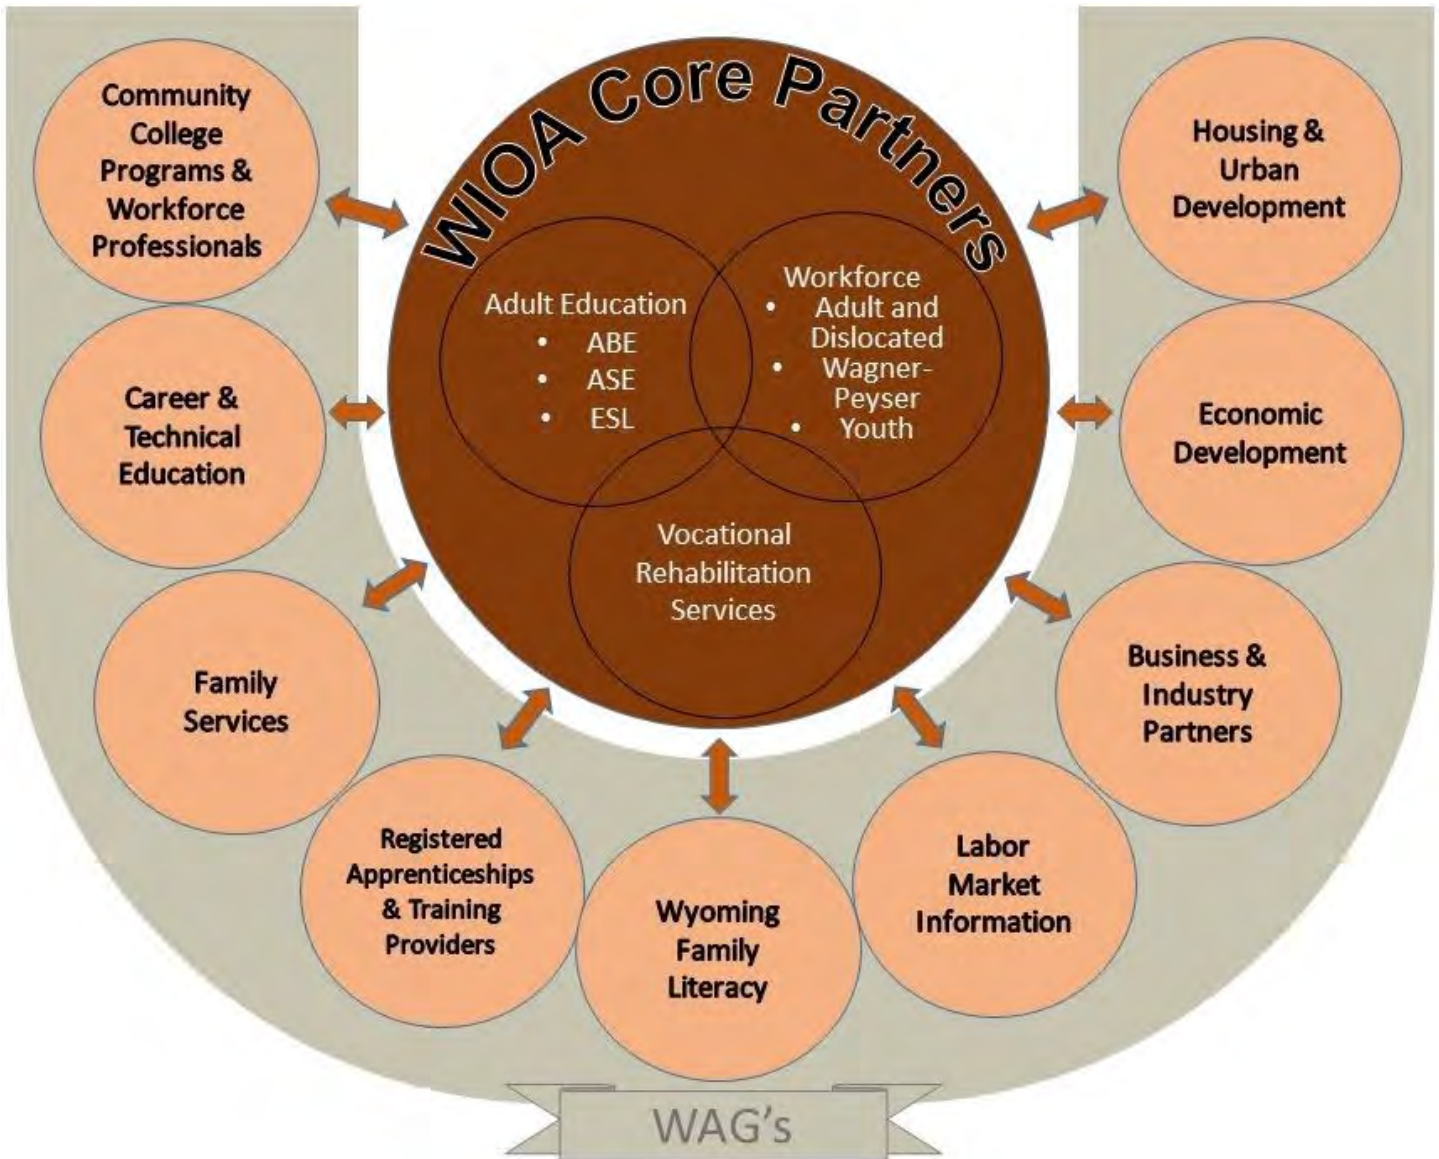 WIOA Core Partners
Adult Education
• ABE
• ASE
• ESL
Workforce
• Adult and
Dislocated
• Wagner-
Peyser
• Youth
Vocational
Rehabilitation
Services
Community
College
Programs &
Workforce
Professionals
Career &
Technical
Education
Family
Services
Registered
Apprenticeships
& Training
Providers
Wyoming
Family
Literacy
Labor
Market
Information
Business &
Industry
Partners
Economic
Development
Housing &
Urban
Development
WAG's